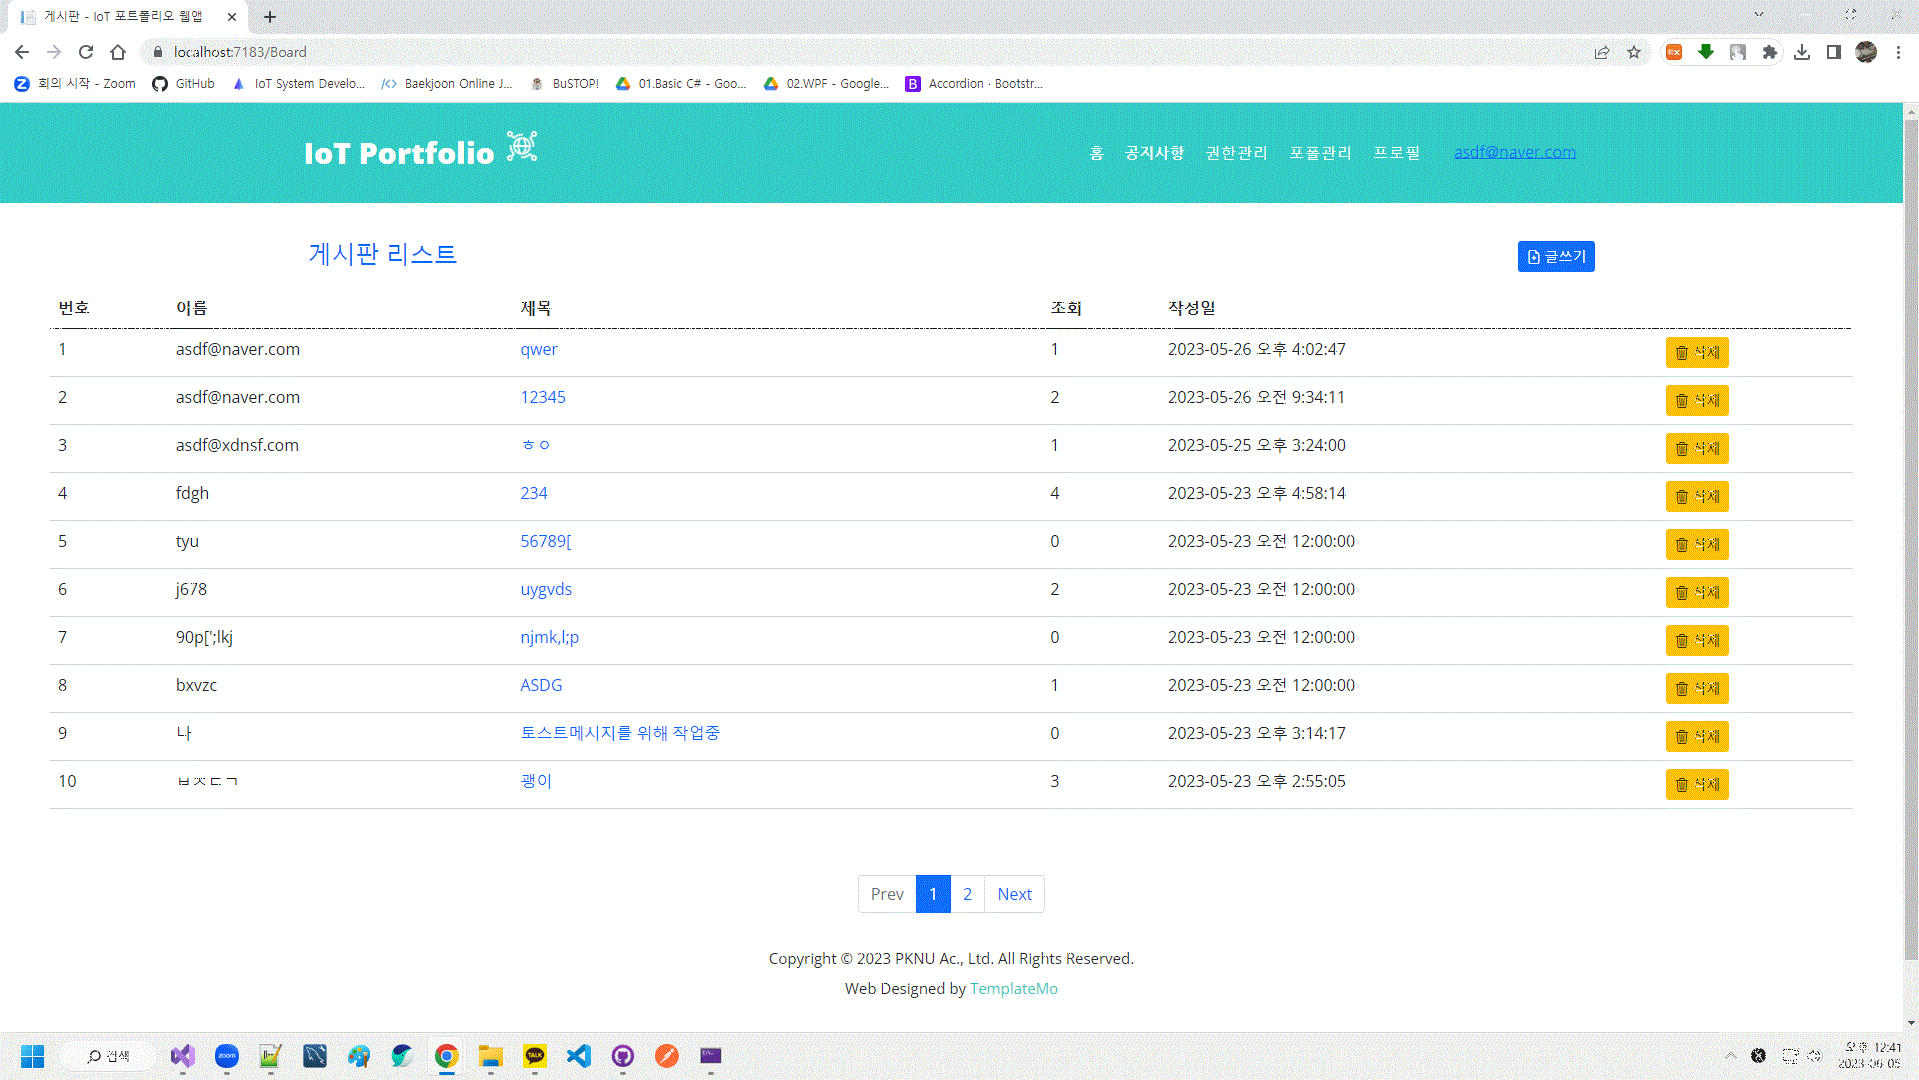 게시판 - IoT 포트폴리오 웹앱
localhost:7183/Board
회의 시작 - Zoom GitHub IoT System Develo... Baekjoon Online J... BuSTOP! 01.Basic C# - Goo... 02.WPF - Google... Accordion · Bootstr...
IoT Portfolio 홈 공지사항 권한관리 포폴관리 프로필 asdf@naver.com
게시판 리스트 글쓰기
번호 이름 제목 조회 작성일
1 asdf@naver.com qwer 1 2023-05-26 오후 4:02:47 삭제
2 asdf@naver.com 12345 2 2023-05-26 오전 9:34:11 삭제
3 asdf@xdnsf.com ㅎㅇ 1 2023-05-25 오후 3:24:00 삭제
4 fdgh 234 4 2023-05-23 오후 4:58:14 삭제
5 tyu 56789[ 0 2023-05-23 오전 12:00:00 삭제
6 j678 uygvds 2 2023-05-23 오전 12:00:00 삭제
7 90p[';lkj njmk,l;p 0 2023-05-23 오전 12:00:00 삭제
8 bxvzc ASDG 1 2023-05-23 오전 12:00:00 삭제
9 나 토스트메시지를 위해 작업중 0 2023-05-23 오후 3:14:17 삭제
10 ㅂㅈㄷㄱ 괭이 3 2023-05-23 오후 2:55:05 삭제
Prev 1 2 Next
Copyright © 2023 PKNU Ac., Ltd. All Rights Reserved.
Web Designed by TemplateMo
검색 zoom TALK 오후 12:41